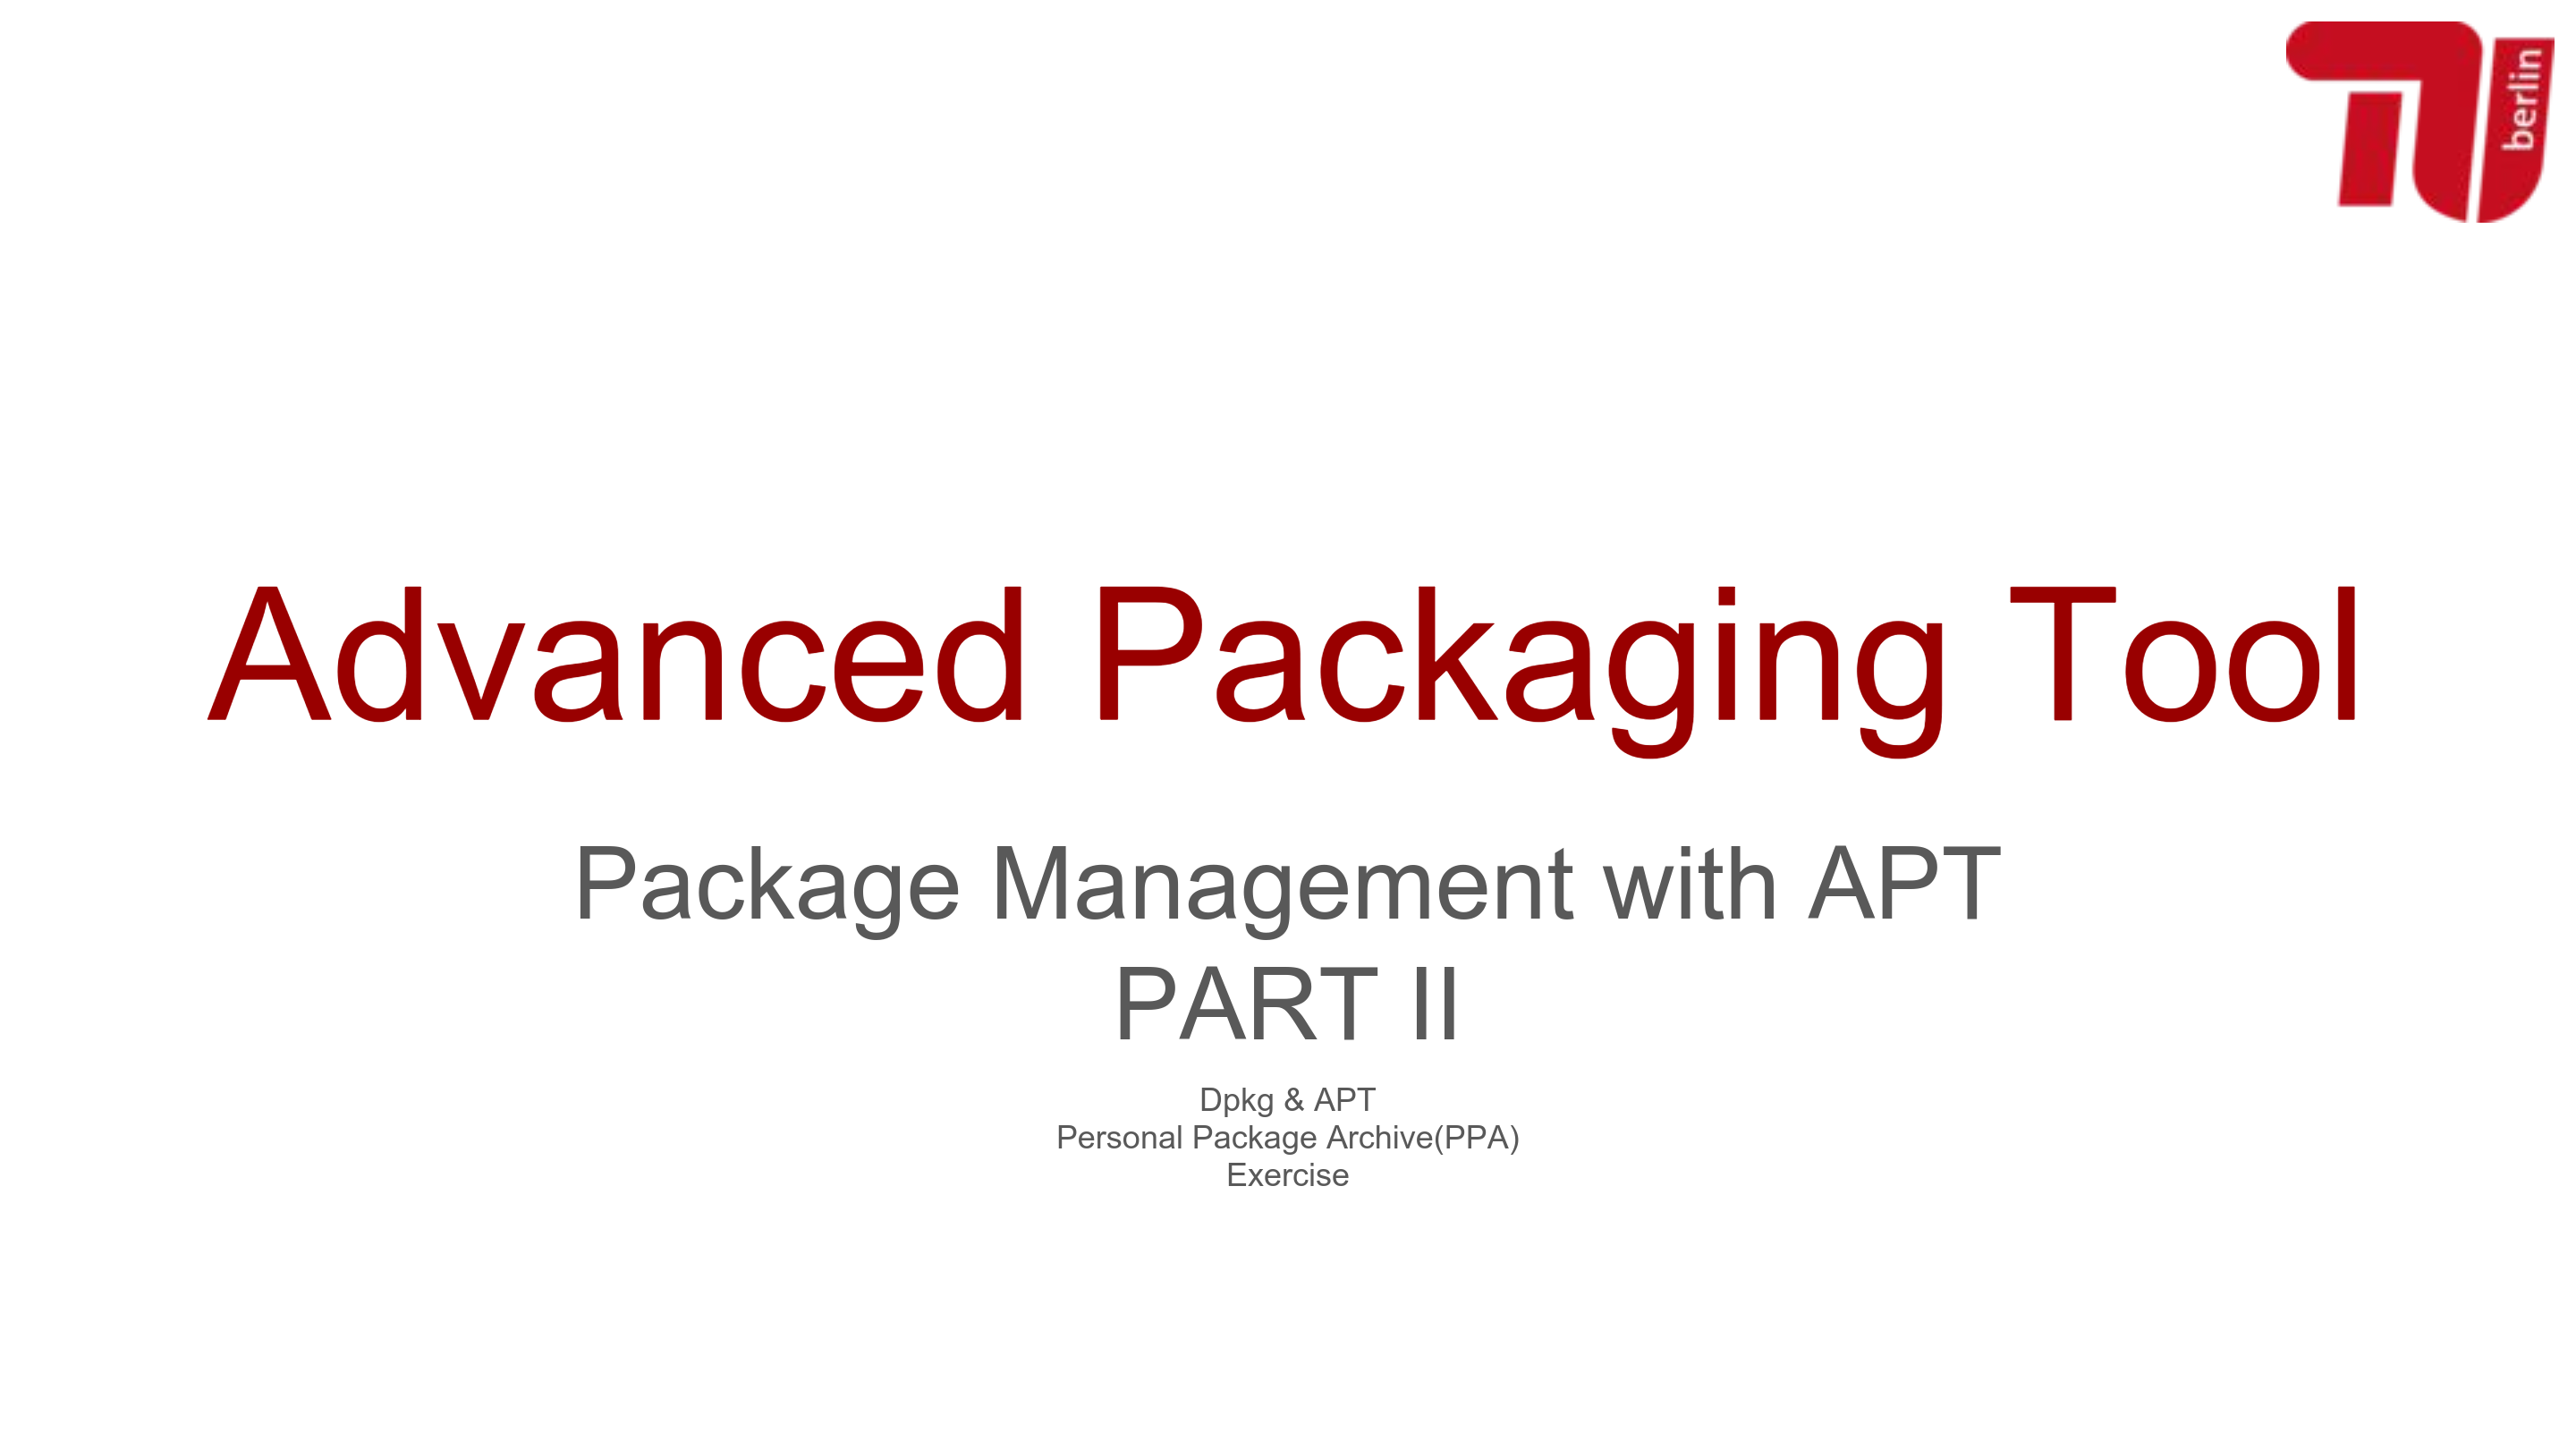 berlin
Advanced Packaging Tool
Package Management with APT
PART II
Dpkg & APT
Personal Package Archive(PPA)
Exercise